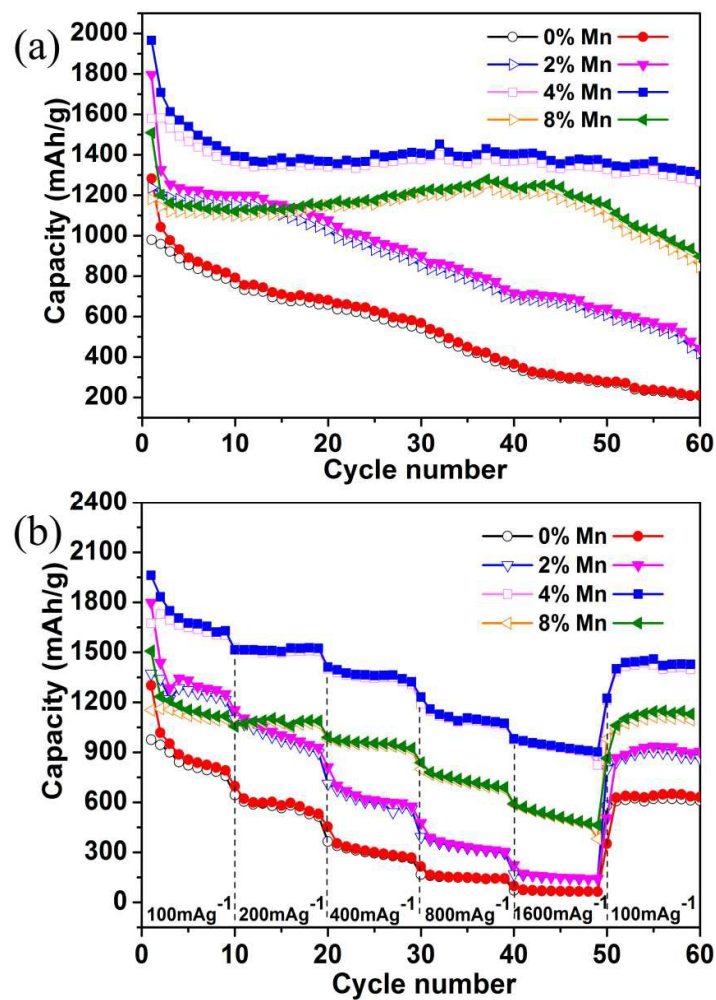 (a)
2000
1800
1600
1400
1200
1000
800
600
400
200
Capacity (mAh/g)
0% Mn
2% Mn
4% Mn
8% Mn
0 10 20 30 40 50 60
Cycle number
(b)
2400
2100
1800
1500
1200
900
600
300
0
Capacity (mAh/g)
0% Mn
2% Mn
4% Mn
8% Mn
100mAg-1 200mAg-1 400mAg-1 800mAg-1 1600mAg-1 100mAg-1
0 10 20 30 40 50 60
Cycle number